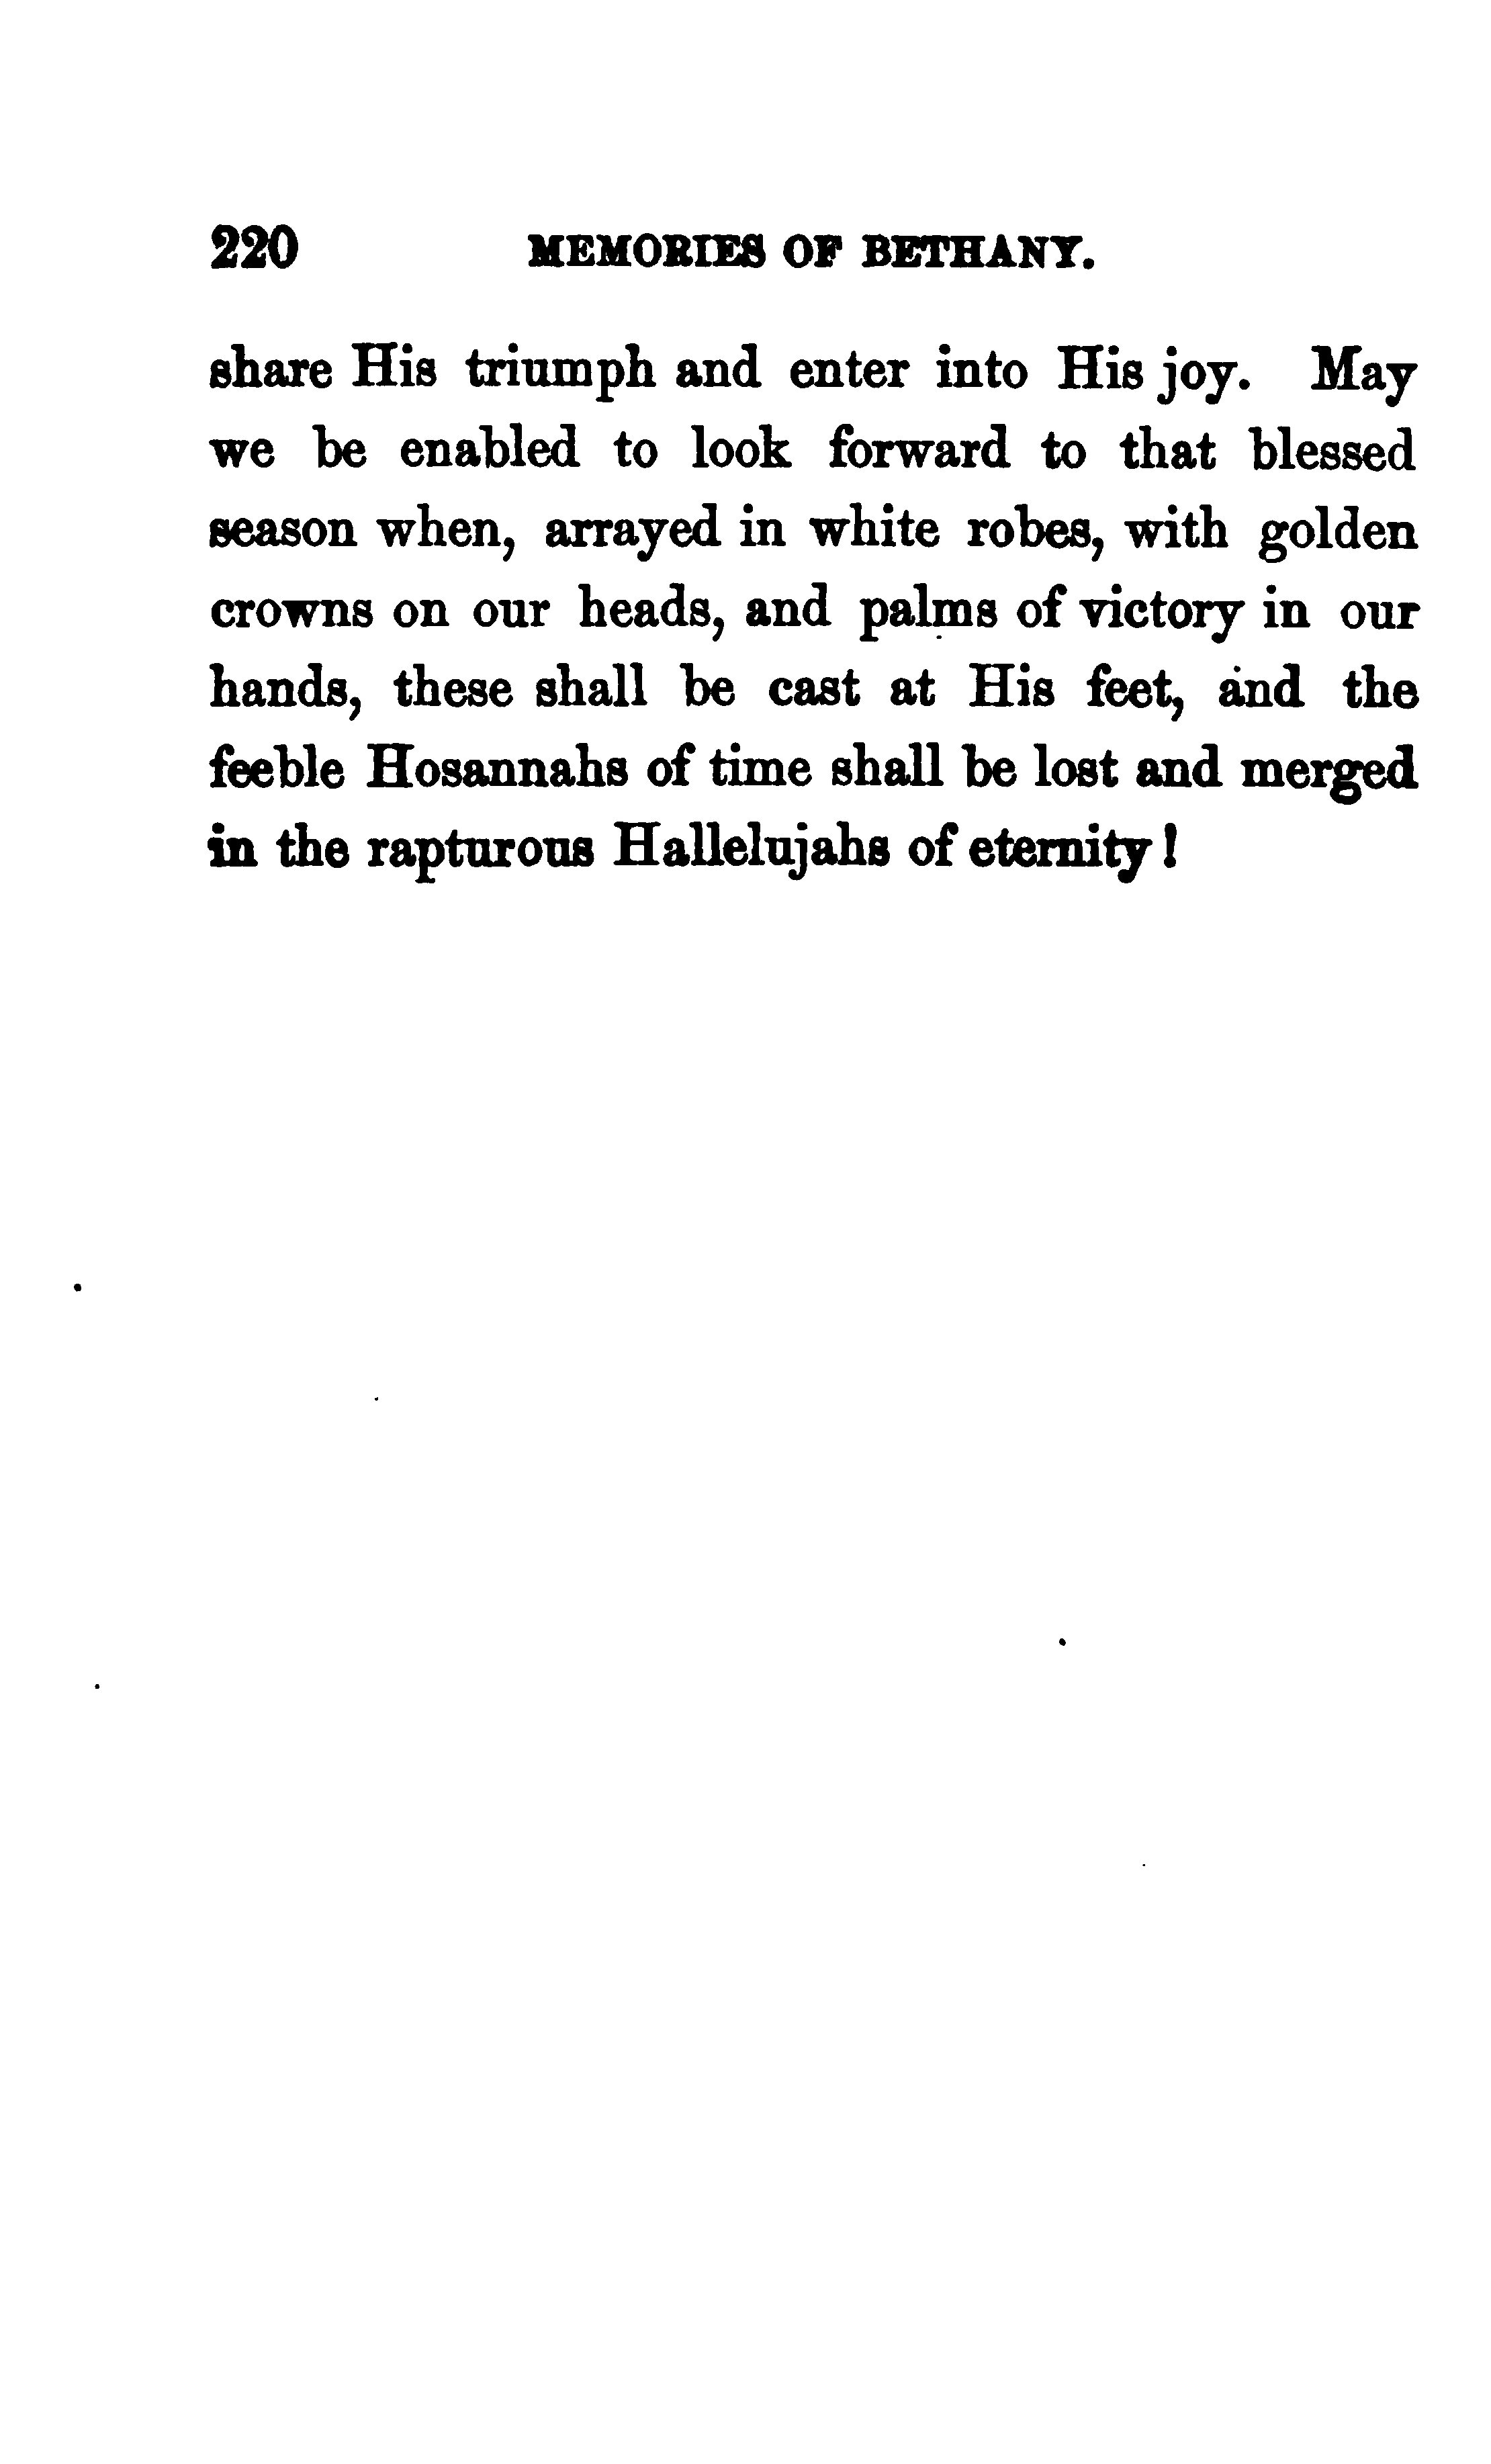 220 MEMORIES OF BETHANY.
share His triumph and enter into His joy. May
we be enabled to look forward to that blessed
season when, arrayed in white robes, with golden
crowns on our heads, and palms of victory in our
hands, these shall be cast at His feet, and the
feeble Hosannahs of time shall be lost and merged
in the rapturous Hallelujahs of eternity!